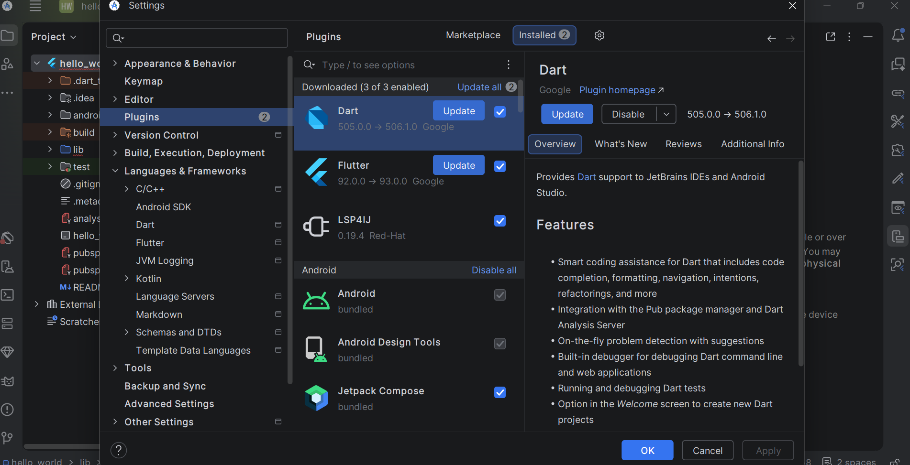 HW
hello
Settings
Project
Plugins
Marketplace
Installed 2
Type / to see options
Dart
Google Plugin homepage
Downloaded (3 of 3 enabled)
Update all 2
Update
Disable
505.0.0 → 506.1.0
Overview
What's New
Reviews
Additional Info
Provides Dart support to JetBrains IDEs and Android
Studio.
Features
• Smart coding assistance for Dart that includes code
completion, formatting, navigation, intentions,
refactorings, and more
• Integration with the Pub package manager and Dart
Analysis Server
• On-the-fly problem detection with suggestions
• Built-in debugger for debugging Dart command line
and web applications
• Running and debugging Dart tests
• Option in the Welcome screen to create new Dart
projects
Dart
Update
505.0.0 → 506.1.0 Google
Flutter
Update
92.0.0 → 93.0.0 Google
LSP4IJ
0.19.4 Red-Hat
Android
Disable all
Android
bundled
Android Design Tools
bundled
Jetpack Compose
bundled
Appearance & Behavior
Keymap
Editor
Plugins 2
Version Control
Build, Execution, Deployment
Languages & Frameworks
C/C++
Android SDK
Dart
Flutter
JVM Logging
Kotlin
Language Servers
Markdown
Schemas and DTDs
Template Data Languages
Tools
Backup and Sync
Advanced Settings
Other Settings
hello_wo
.dart_t
.idea
androi
build
lib
test
.gitign
.meta
analys
hello_
pubsp
pubsp
M↓ READM
External
Scratche
le or over
You may
physical
e device
?
OK
Cancel
Apply
hello_world > lib >
8
2 spaces